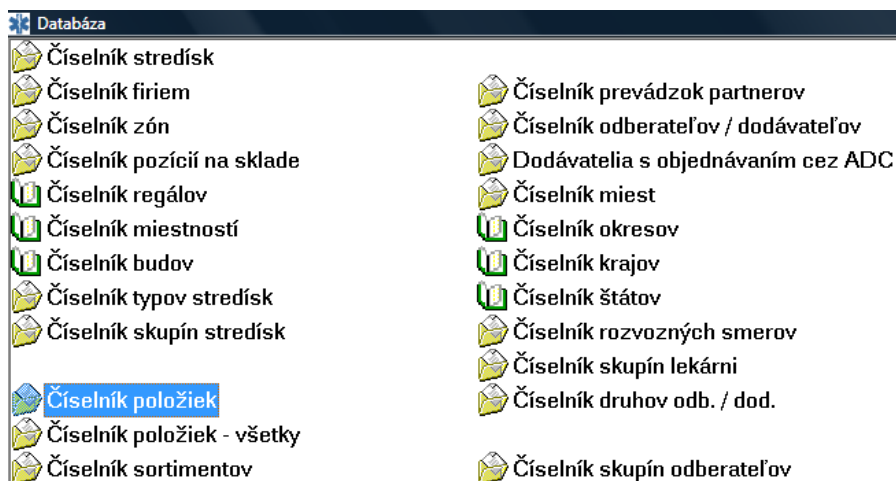 Databáza
Číselník stredísk
Číselník firiem
Číselník zón
Číselník pozícií na sklade
Číselník regálov
Číselník miestností
Číselník budov
Číselník typov stredísk
Číselník skupín stredísk
Číselník položiek
Číselník položiek - všetky
Číselník sortimentov
Číselník prevádzok partnerov
Číselník odberateľov / dodávateľov
Dodávatelia s objednávaním cez ADC
Číselník miest
Číselník okresov
Číselník krajov
Číselník štátov
Číselník rozvozných smerov
Číselník skupín lekárni
Číselník druhov odb. / dod.
Číselník skupín odberateľov